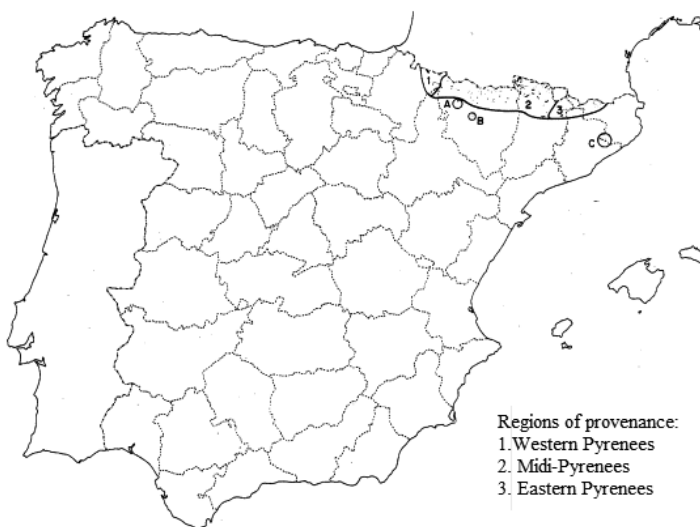 1
A
B
2
3
C
Regions of provenance:
1.Western Pyrenees
2. Midi-Pyrenees
3. Eastern Pyrenees